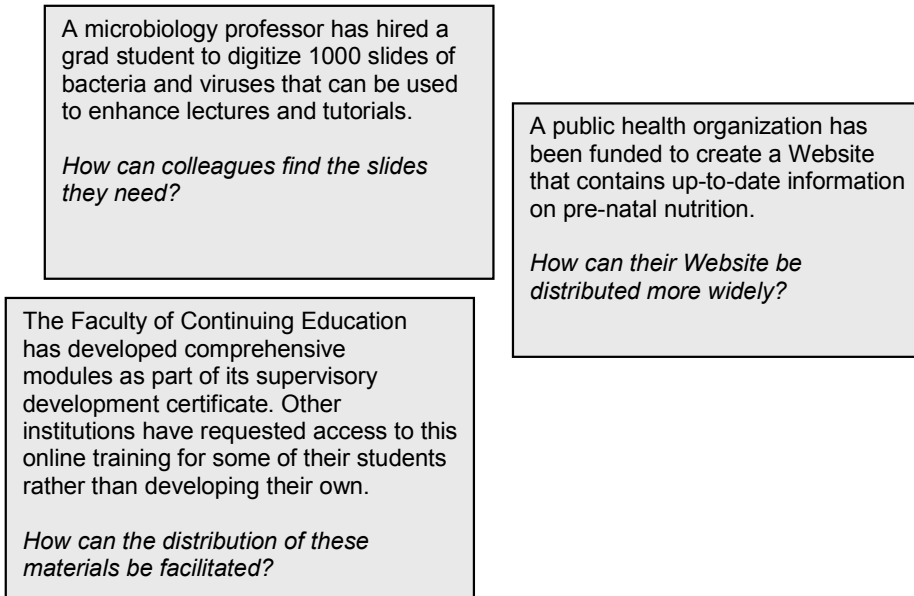 A microbiology professor has hired a
grad student to digitize 1000 slides of
bacteria and viruses that can be used
to enhance lectures and tutorials.
How can colleagues find the slides
they need?
A public health organization has
been funded to create a Website
that contains up-to-date information
on pre-natal nutrition.
How can their Website be
distributed more widely?
The Faculty of Continuing Education
has developed comprehensive
modules as part of its supervisory
development certificate. Other
institutions have requested access to this
online training for some of their students
rather than developing their own.
How can the distribution of these
materials be facilitated?